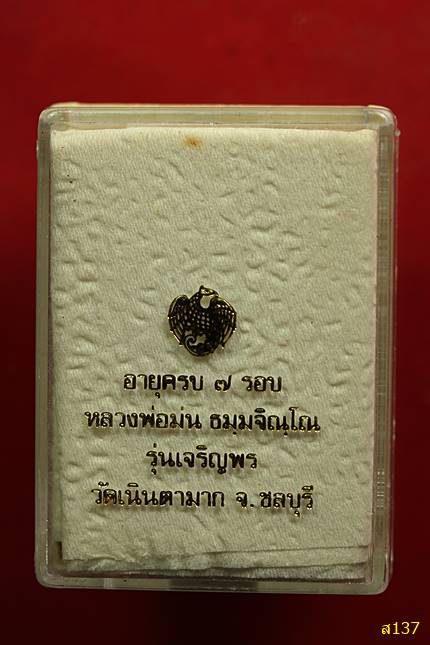 อายุครบ ๗ รอบ
หลวงพ่อมน ธมฺมจิณฺโณ
รุ่นเจริญพร
วัดเนินตามาก จ.ชลบุรี
ส137